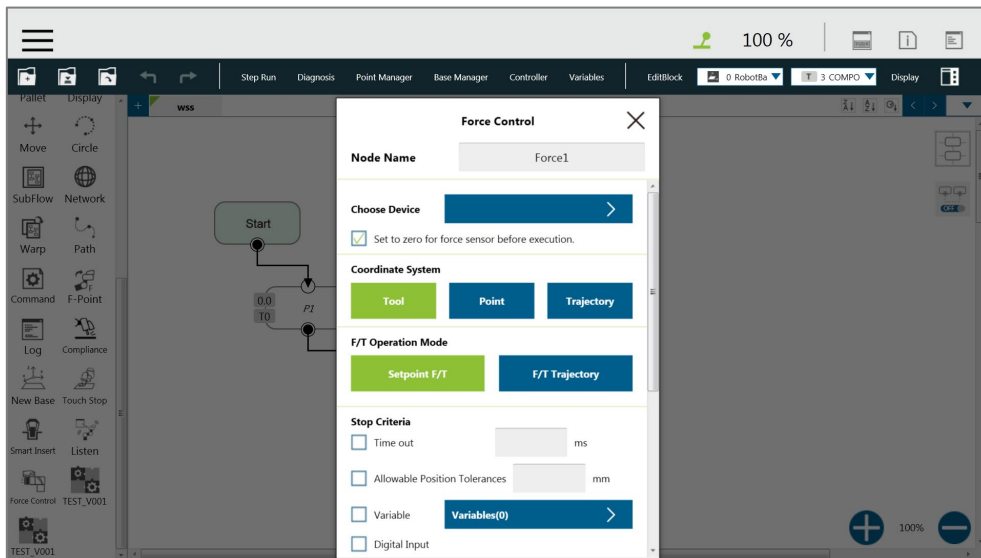 100 %
Step Run Diagnosis Point Manager Base Manager Controller Variables EditBlock 0 RobotBa T 3 COMPO Display
Pallet Display
+ wss
Move Circle
SubFlow Network
Warp Path
Command F-Point
Log Compliance
New Base Touch Stop
Smart Insert Listen
Force Control TEST_V001
TEST_V001
Start
0.0
T0
P1
Force Control
Node Name Force1
Choose Device
Set to zero for force sensor before execution.
Coordinate System
Tool Point Trajectory
F/T Operation Mode
Setpoint F/T F/T Trajectory
Stop Criteria
Time out ms
Allowable Position Tolerances mm
Variable Variables(0)
Digital Input
OFF
100%